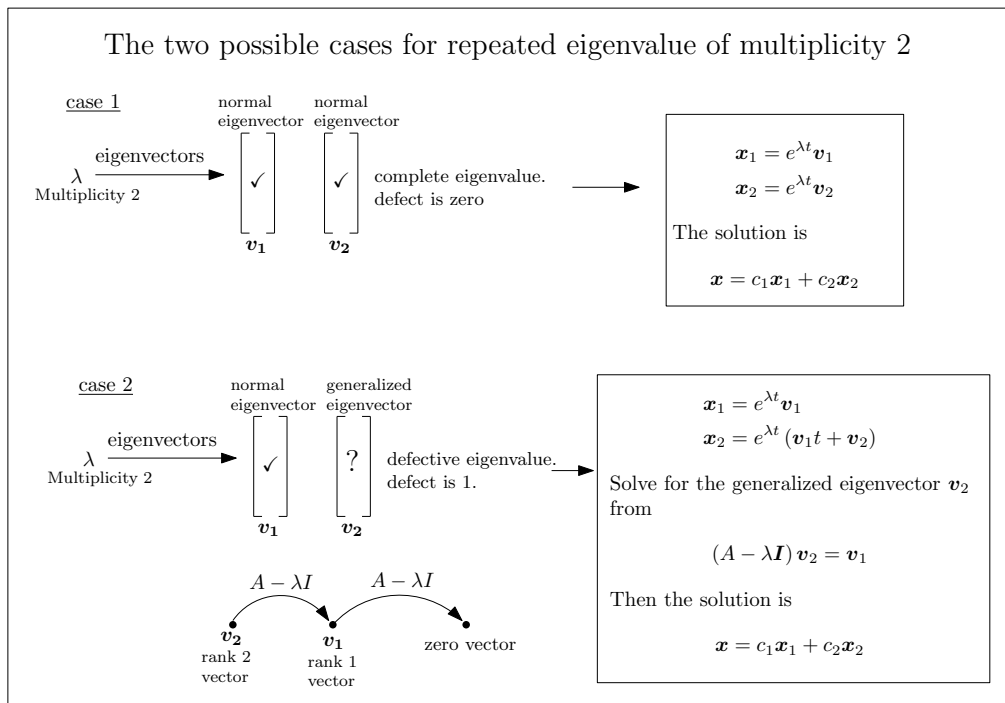 The two possible cases for repeated eigenvalue of multiplicity 2
case 1
normal
eigenvector
normal
eigenvector
eigenvectors
λ
Multiplicity 2
✓
✓
v₁
v₂
complete eigenvalue.
defect is zero
x₁ = e^{λt}v₁
x₂ = e^{λt}v₂
The solution is
x = c₁x₁ + c₂x₂
case 2
normal
eigenvector
generalized
eigenvector
eigenvectors
λ
Multiplicity 2
✓
?
v₁
v₂
defective eigenvalue.
defect is 1.
x₁ = e^{λt}v₁
x₂ = e^{λt} (v₁t + v₂)
Solve for the generalized eigenvector v₂
from
(A − λI) v₂ = v₁
Then the solution is
x = c₁x₁ + c₂x₂
A − λI
A − λI
v₂
rank 2
vector
v₁
rank 1
vector
zero vector